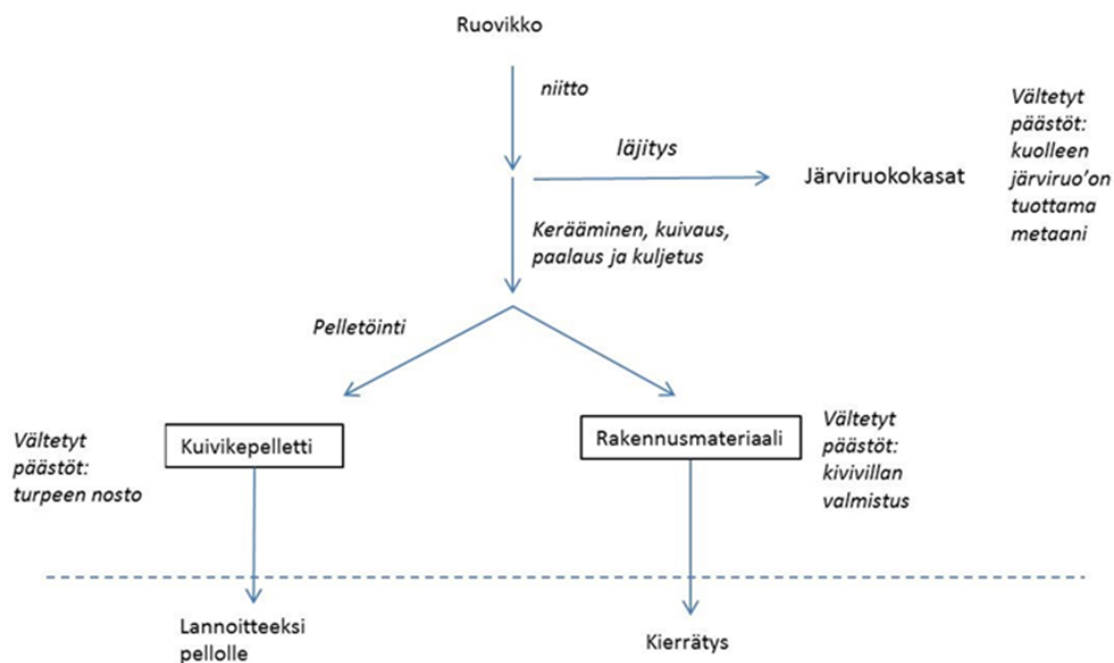 Ruovikko
niitto
läjitys
Järviruokokasat
Vältetyt
päästöt:
kuolleen
järviruo'on
tuottama
metaani
Kerääminen, kuivaus,
paalaus ja kuljetus
Pelletöinti
Vältetyt
päästöt:
turpeen nosto
Kuivikepelletti
Rakennusmateriaali
Vältetyt
päästöt:
kivivillan
valmistus
Lannoitteeksi
pellolle
Kierrätys